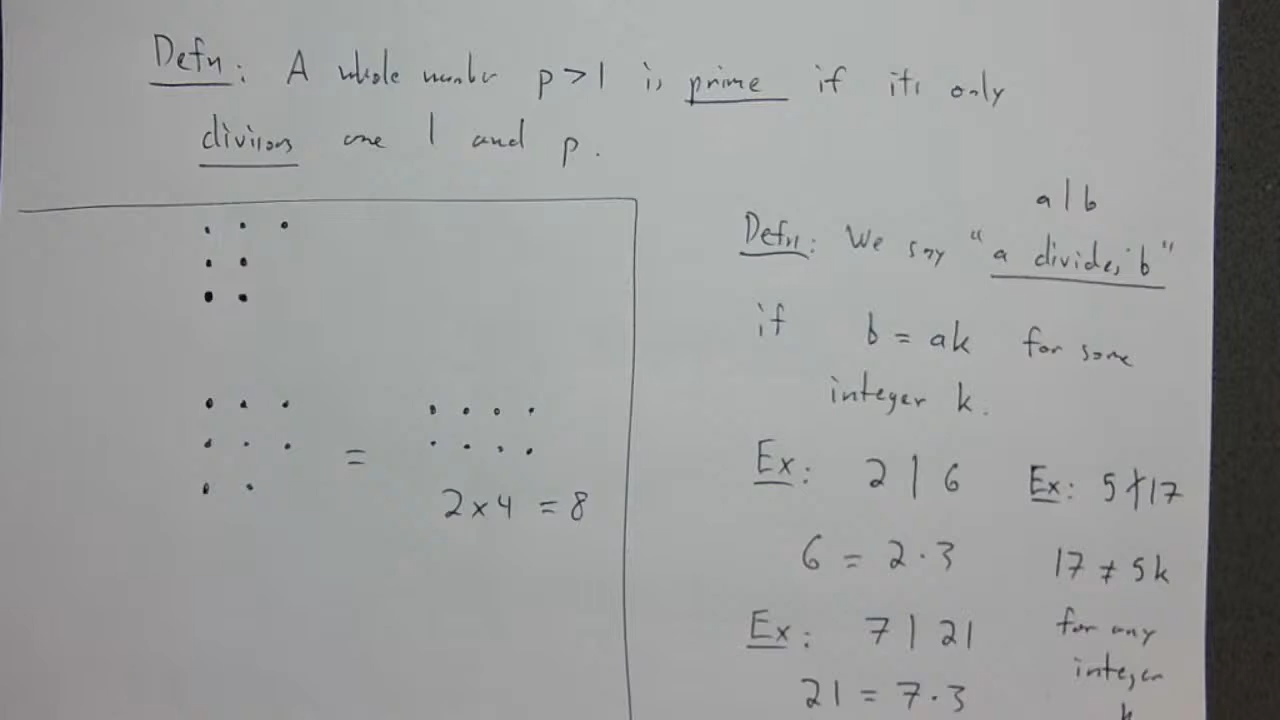 Defn: A whole number p > 1 is prime if its only
divisors are 1 and p.
2 x 4 = 8
a | b
Defn: We say "a divides b"
if b = ak for some
integer k.
Ex: 2 | 6
6 = 2 · 3
Ex: 7 | 21
21 = 7 · 3
Ex: 5 ∤ 17
17 ≠ 5k
for any
integer
k